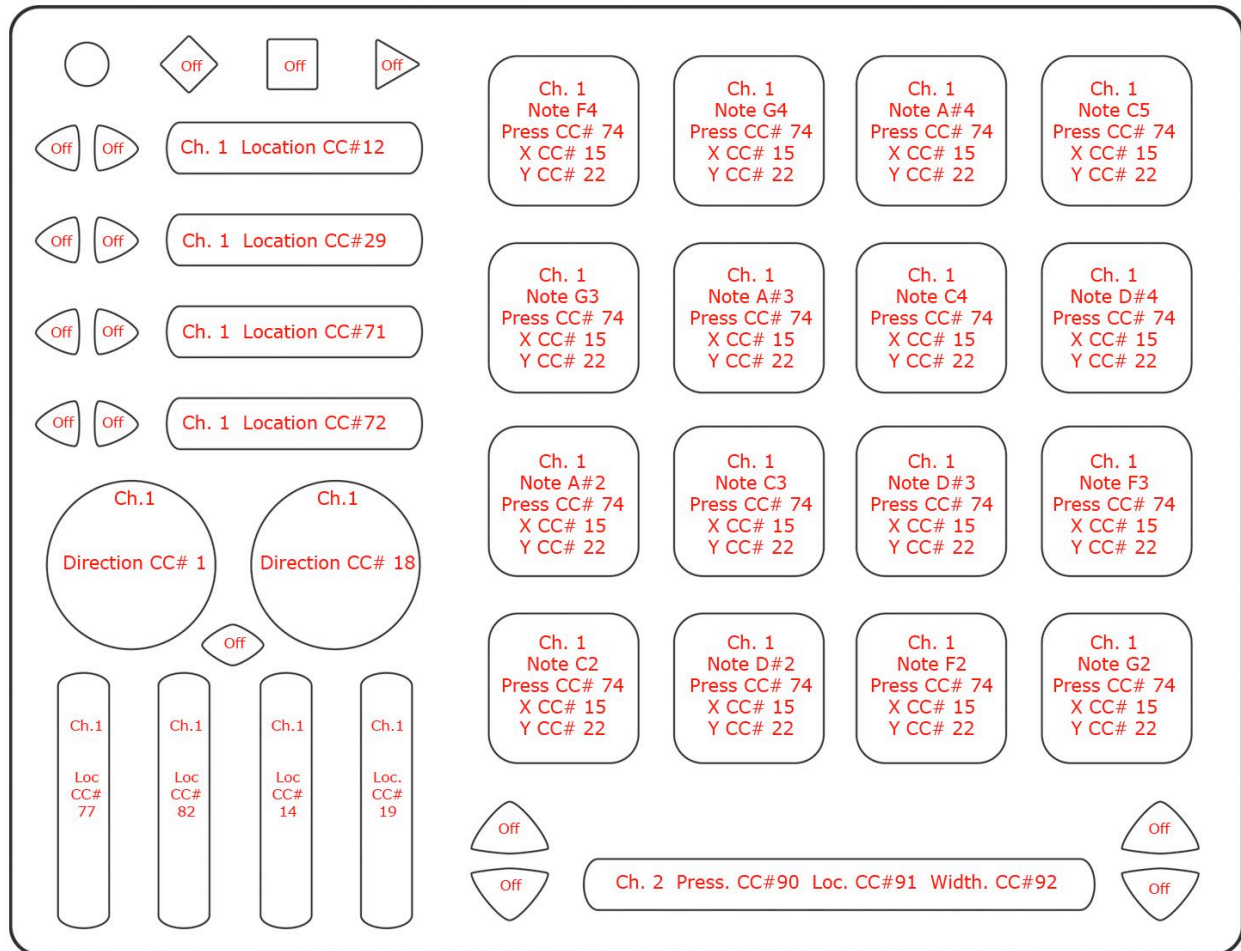 Off
Off
Off
Off
Off
Ch. 1  Location CC#12
Off
Off
Ch. 1  Location CC#29
Off
Off
Ch. 1  Location CC#71
Off
Off
Ch. 1  Location CC#72
Ch.1
Direction CC# 1
Ch.1
Direction CC# 18
Off
Ch.1
Loc
CC#
77
Ch.1
Loc
CC#
82
Ch.1
Loc
CC#
14
Ch.1
Loc.
CC#
19
Ch. 1
Note F4
Press CC# 74
X CC# 15
Y CC# 22
Ch. 1
Note G4
Press CC# 74
X CC# 15
Y CC# 22
Ch. 1
Note A#4
Press CC# 74
X CC# 15
Y CC# 22
Ch. 1
Note C5
Press CC# 74
X CC# 15
Y CC# 22
Ch. 1
Note G3
Press CC# 74
X CC# 15
Y CC# 22
Ch. 1
Note A#3
Press CC# 74
X CC# 15
Y CC# 22
Ch. 1
Note C4
Press CC# 74
X CC# 15
Y CC# 22
Ch. 1
Note D#4
Press CC# 74
X CC# 15
Y CC# 22
Ch. 1
Note A#2
Press CC# 74
X CC# 15
Y CC# 22
Ch. 1
Note C3
Press CC# 74
X CC# 15
Y CC# 22
Ch. 1
Note D#3
Press CC# 74
X CC# 15
Y CC# 22
Ch. 1
Note F3
Press CC# 74
X CC# 15
Y CC# 22
Ch. 1
Note C2
Press CC# 74
X CC# 15
Y CC# 22
Ch. 1
Note D#2
Press CC# 74
X CC# 15
Y CC# 22
Ch. 1
Note F2
Press CC# 74
X CC# 15
Y CC# 22
Ch. 1
Note G2
Press CC# 74
X CC# 15
Y CC# 22
Off
Off
Ch. 2  Press. CC#90  Loc. CC#91  Width. CC#92
Off
Off